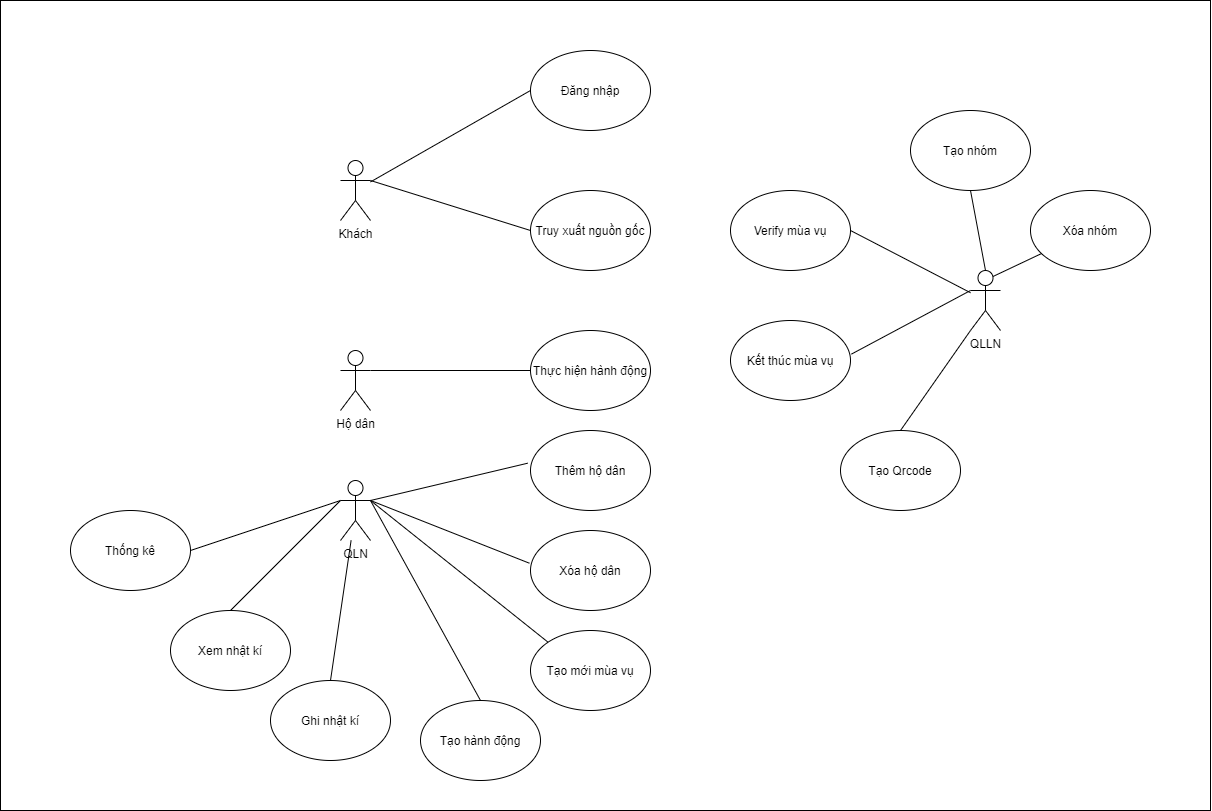 Đăng nhập
Tạo nhóm
Truy xuất nguồn gốc
Verify mùa vụ
Xóa nhóm
Khách
QLLN
Kết thúc mùa vụ
Thực hiện hành động
Hộ dân
Thêm hộ dân
Tạo Qrcode
Thống kê
QLN
Xóa hộ dân
Xem nhật kí
Tạo mới mùa vụ
Ghi nhật kí
Tạo hành động